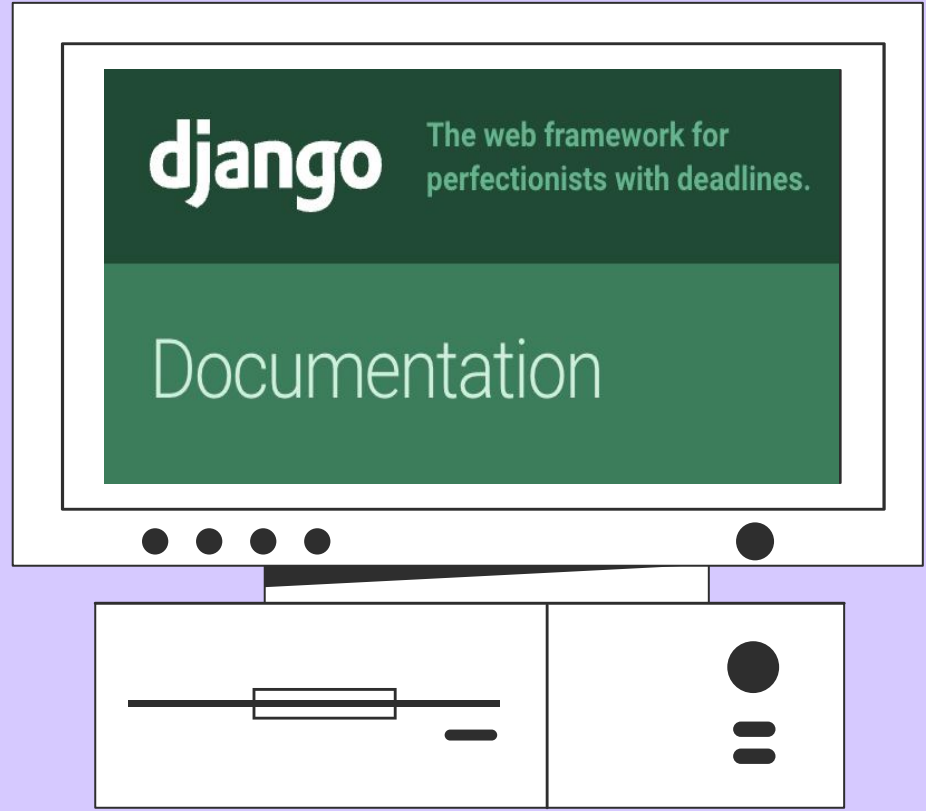 django
The web framework for
perfectionists with deadlines.
Documentation